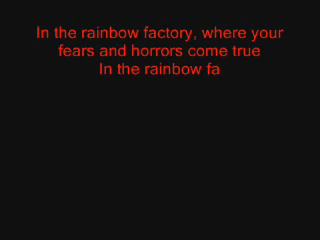 In the rainbow factory, where your
fears and horrors come true
In the rainbow fa